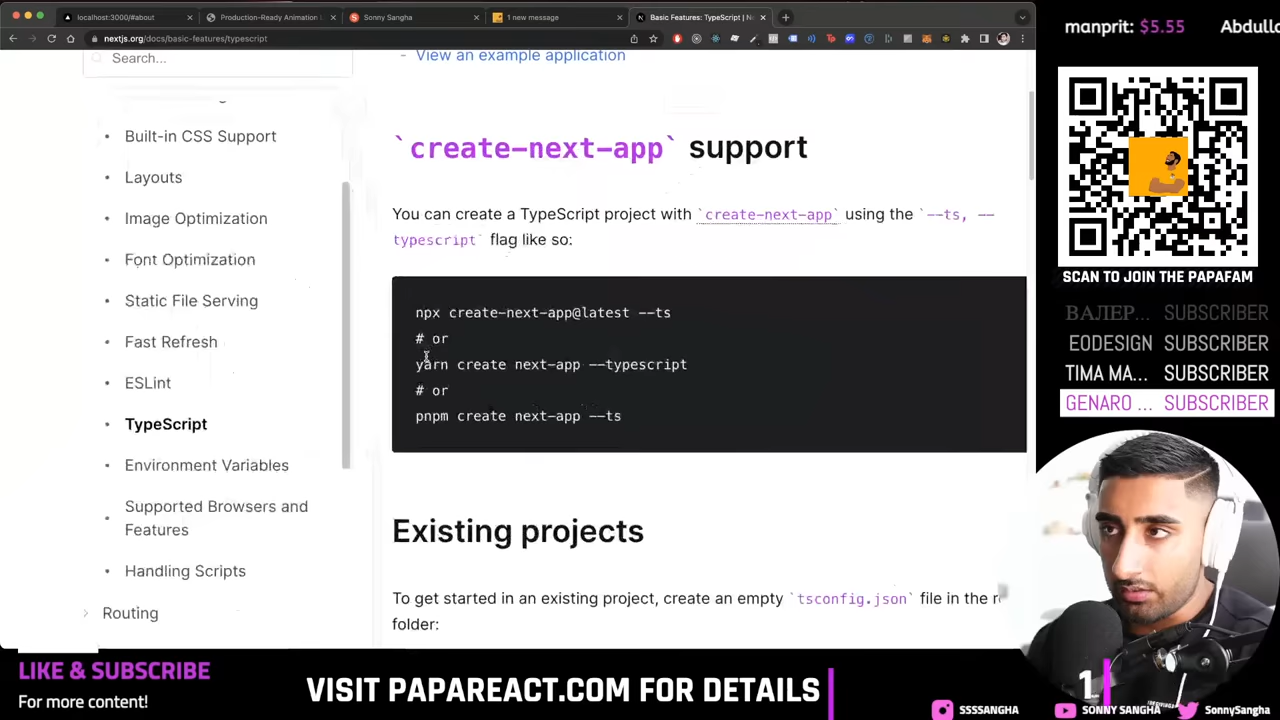 localhost:3000/#about
Production-Ready Animation L
Sonny Sangha
1 new message
Basic Features: TypeScript | N
nextjs.org/docs/basic-features/typescript
manprit: $5.55
Abdull
Search...
Built-in CSS Support
Layouts
Image Optimization
Font Optimization
Static File Serving
Fast Refresh
ESLint
TypeScript
Environment Variables
Supported Browsers and
Features
Handling Scripts
Routing
- View an example application
`create-next-app` support
You can create a TypeScript project with `create-next-app` using the `--ts, --
typescript` flag like so:
npx create-next-app@latest --ts
# or
yarn create next-app --typescript
# or
pnpm create next-app --ts
Existing projects
To get started in an existing project, create an empty `tsconfig.json` file in the r
folder:
SCAN TO JOIN THE PAPAFAM
ВАЛЕР... SUBSCRIBER
EODESIGN SUBSCRIBER
TIMA MA... SUBSCRIBER
GENARO ... SUBSCRIBER
LIKE & SUBSCRIBE
For more content!
VISIT PAPAREACT.COM FOR DETAILS
1
SSSSANGHA
SONNY SANGHA
SonnySangha